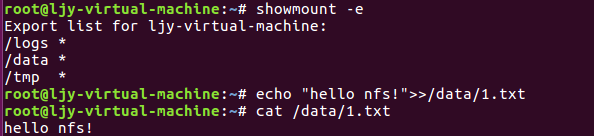 root@ljy-virtual-machine:~# showmount -e
Export list for ljy-virtual-machine:
/logs *
/data *
/tmp  *
root@ljy-virtual-machine:~# echo "hello nfs!">>/data/1.txt
root@ljy-virtual-machine:~# cat /data/1.txt
hello nfs!